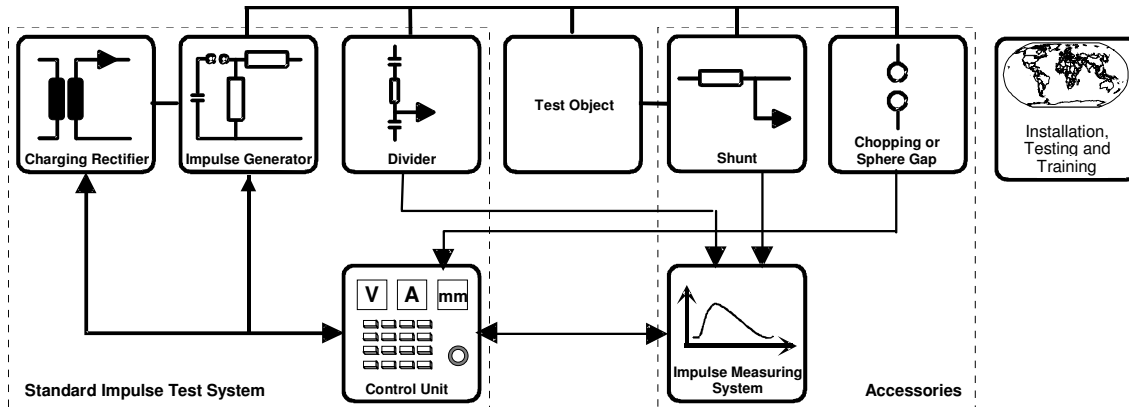 Charging Rectifier
Impulse Generator
Divider
Test Object
Shunt
Chopping or
Sphere Gap
Installation,
Testing and
Training
V A mm
Control Unit
Impulse Measuring
System
Standard Impulse Test System
Accessories